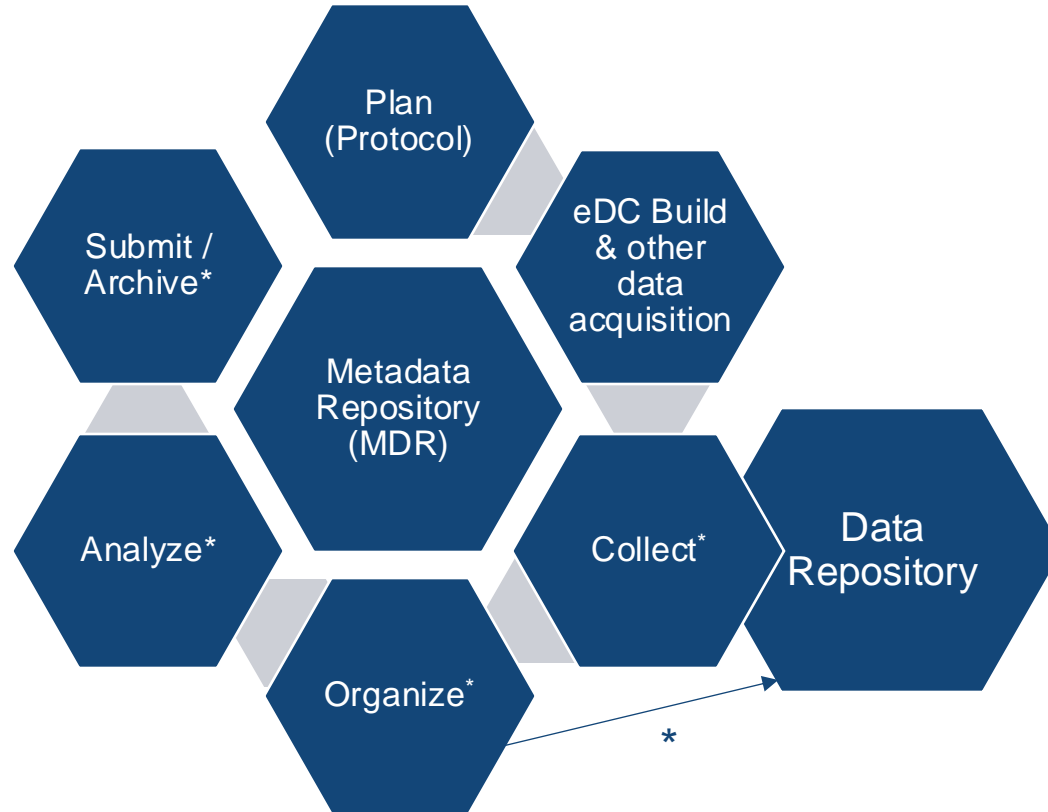 Plan
(Protocol)
eDC Build
& other
data
acquisition
Submit /
Archive*
Metadata
Repository
(MDR)
Analyze*
Collect*
Data
Repository
Organize*
*